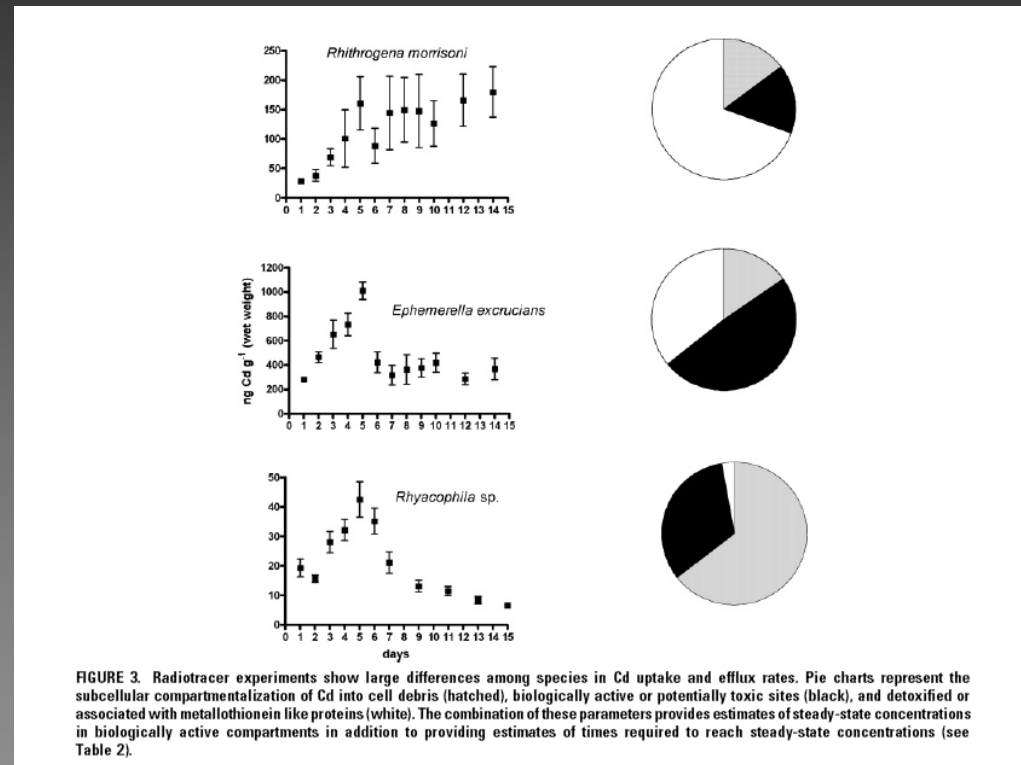 Rhithrogena morrisoni
250
200
150
100
50
0
0 1 2 3 4 5 6 7 8 9 10 11 12 13 14 15
Ephemerella excrucians
ng Cd g-1 (wet weight)
1200
1000
800
600
400
200
0
0 1 2 3 4 5 6 7 8 9 10 11 12 13 14 15
Rhyacophila sp.
50
40
30
20
10
0
0 1 2 3 4 5 6 7 8 9 10 11 12 13 14 15
days
FIGURE 3. Radiotracer experiments show large differences among species in Cd uptake and efflux rates. Pie charts represent the
subcellular compartmentalization of Cd into cell debris (hatched), biologically active or potentially toxic sites (black), and detoxified or
associated with metallothionein like proteins (white). The combination of these parameters provides estimates of steady-state concentrations
in biologically active compartments in addition to providing estimates of times required to reach steady-state concentrations (see
Table 2).